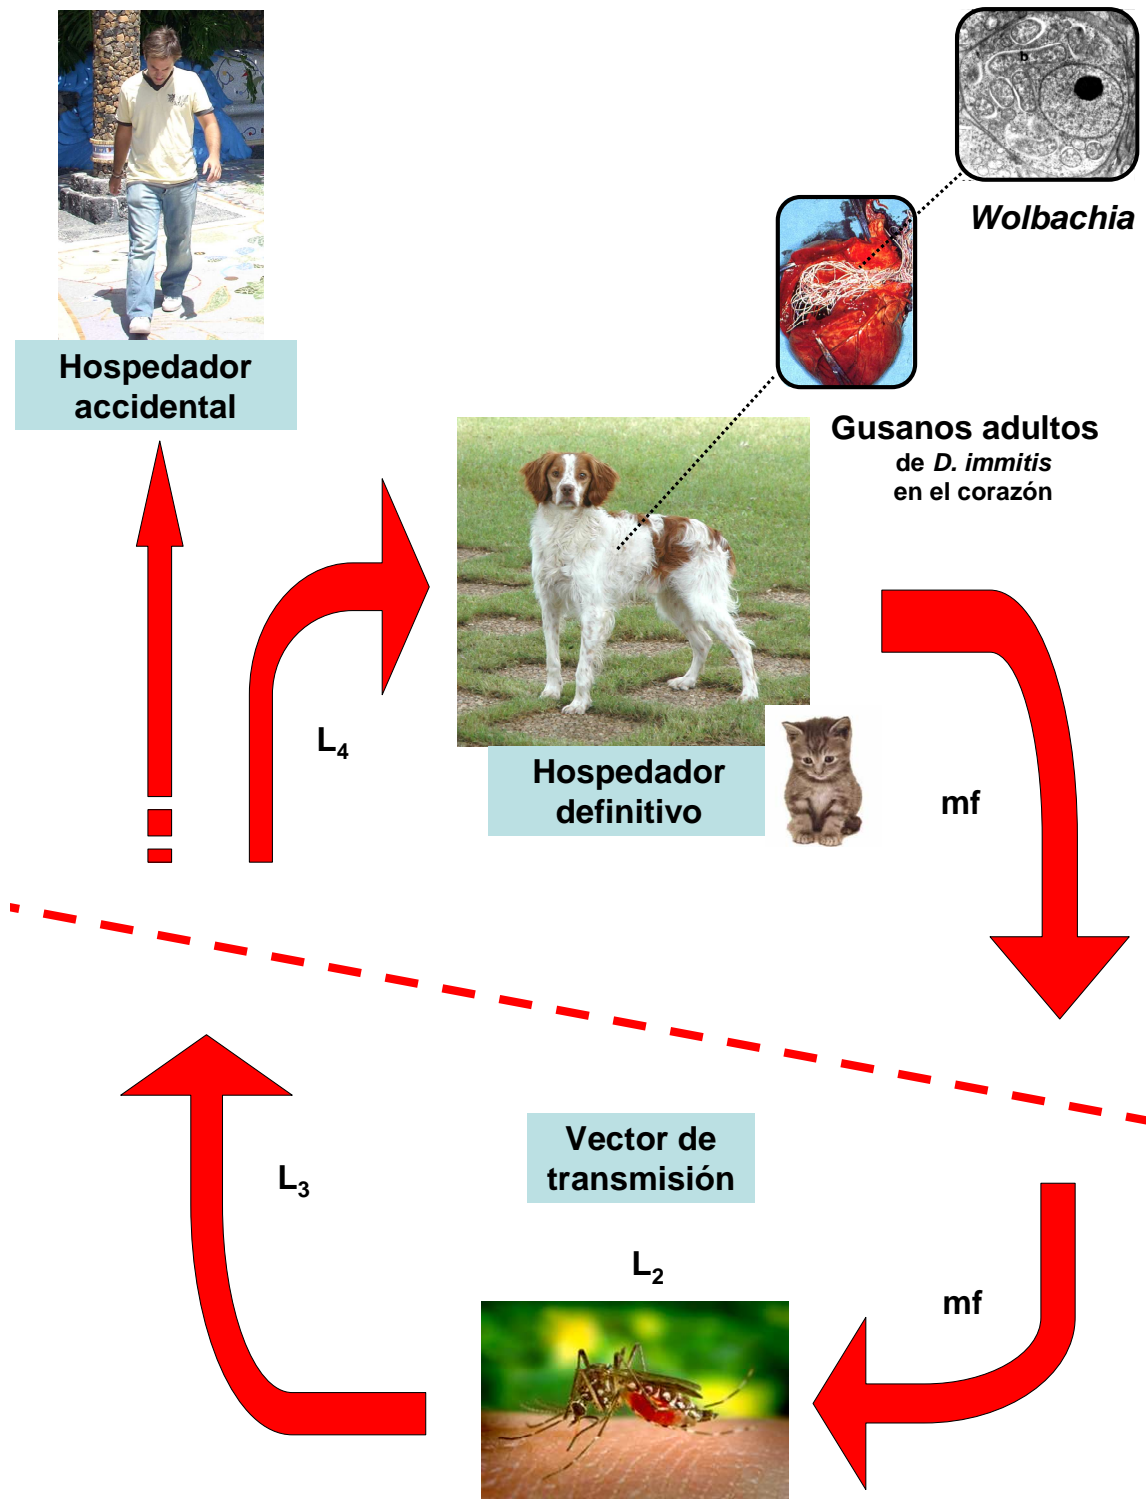 b
Wolbachia
Hospedador
accidental
Gusanos adultos
de D. immitis
en el corazón
L4
Hospedador
definitivo
mf
Vector de
transmisión
L3
L2
mf